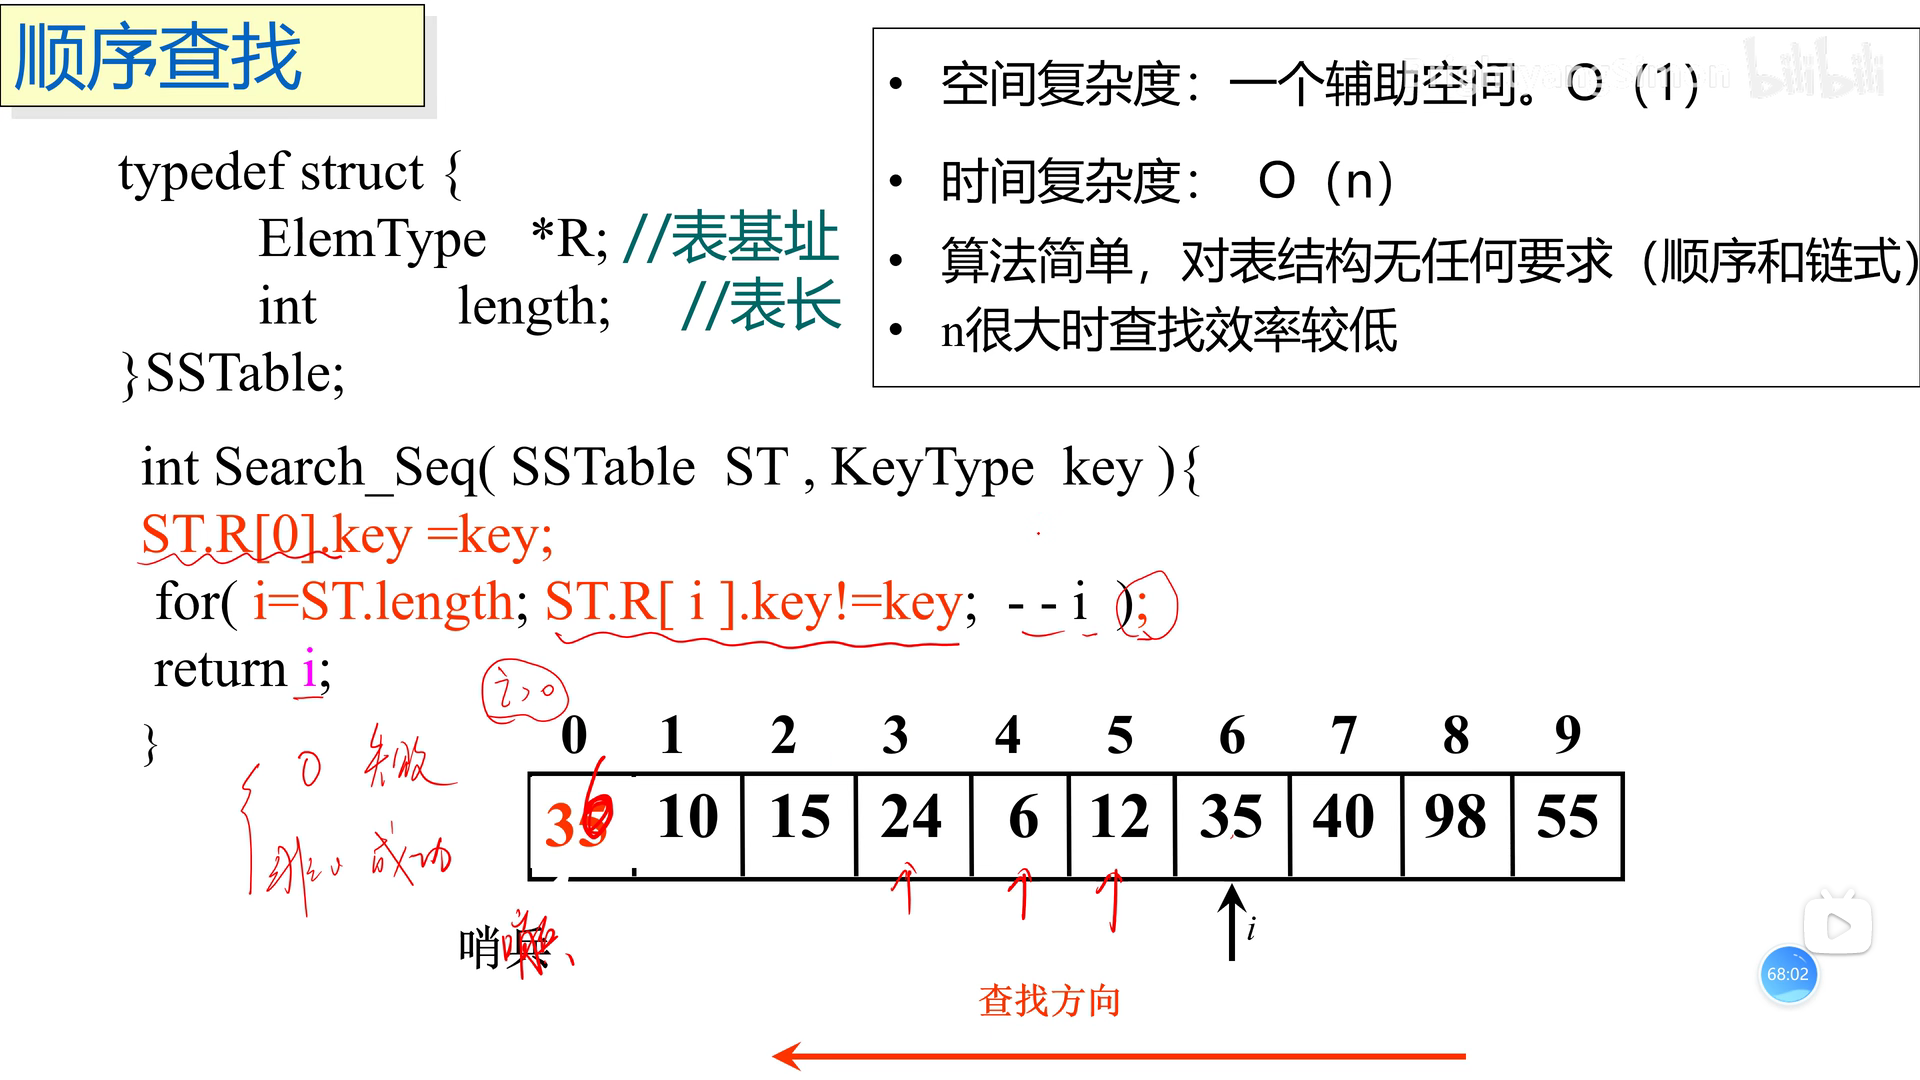 顺序查找
bilibili
• 空间复杂度：一个辅助空间。O（1）
• 时间复杂度： O（n）
• 算法简单，对表结构无任何要求（顺序和链式）
• n很大时查找效率较低
typedef struct {
ElemType *R; //表基址
int length; //表长
}SSTable;
int Search_Seq( SSTable ST , KeyType key ){
ST.R[0].key =key;
for( i=ST.length; ST.R[ i ].key!=key; - - i );
return i;
}
i>0
0 失败
非0 成功
0 1 2 3 4 5 6 7 8 9
35 10 15 24 6 12 35 40 98 55
6
i
哨兵
查找方向
68:02